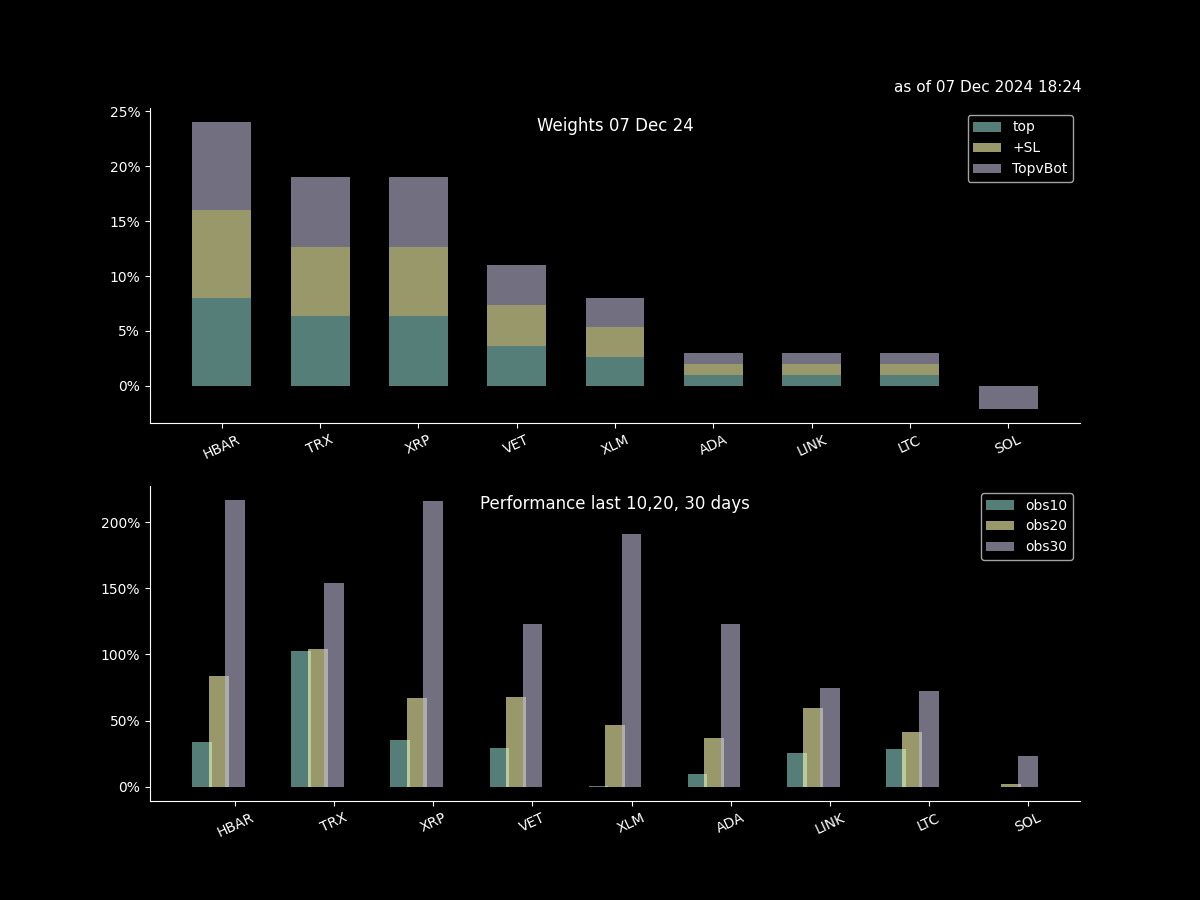 as of 07 Dec 2024 18:24
Weights 07 Dec 24
top
+SL
TopvBot
25%
20%
15%
10%
5%
0%
HBAR TRX XRP VET XLM ADA LINK LTC SOL
Performance last 10,20, 30 days
obs10
obs20
obs30
200%
150%
100%
50%
0%
HBAR TRX XRP VET XLM ADA LINK LTC SOL